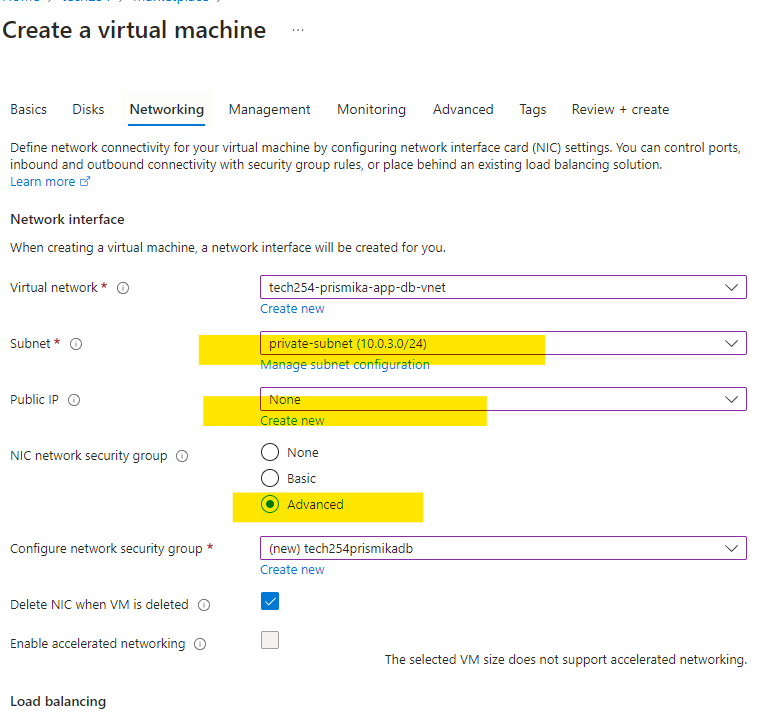 Create a virtual machine ...
Basics Disks Networking Management Monitoring Advanced Tags Review + create
Define network connectivity for your virtual machine by configuring network interface card (NIC) settings. You can control ports,
inbound and outbound connectivity with security group rules, or place behind an existing load balancing solution.
Learn more
Network interface
When creating a virtual machine, a network interface will be created for you.
Virtual network * tech254-prismika-app-db-vnet
Create new
Subnet * private-subnet (10.0.3.0/24)
Manage subnet configuration
Public IP None
Create new
NIC network security group None
Basic
Advanced
Configure network security group * (new) tech254prismikadb
Create new
Delete NIC when VM is deleted
Enable accelerated networking
The selected VM size does not support accelerated networking.
Load balancing